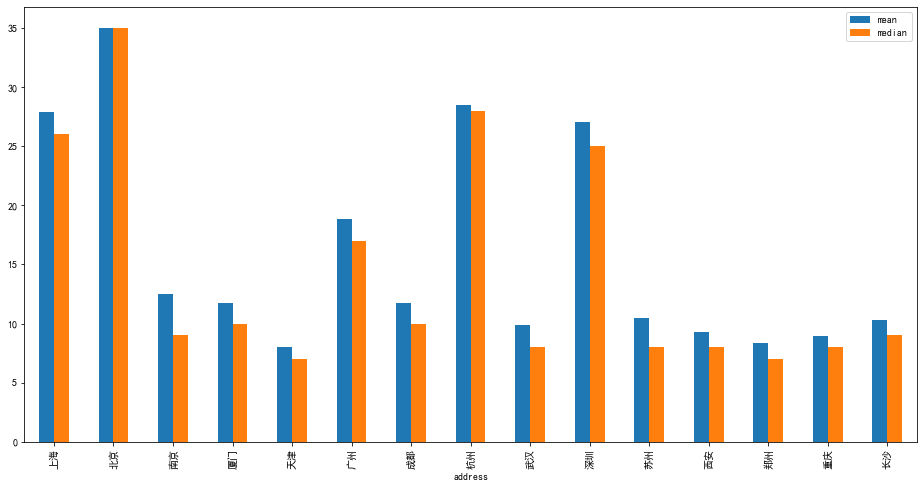 mean
median
35
30
25
20
15
10
5
0
上海
北京
南京
厦门
天津
广州
成都
杭州
武汉
深圳
苏州
西安
郑州
重庆
长沙
address